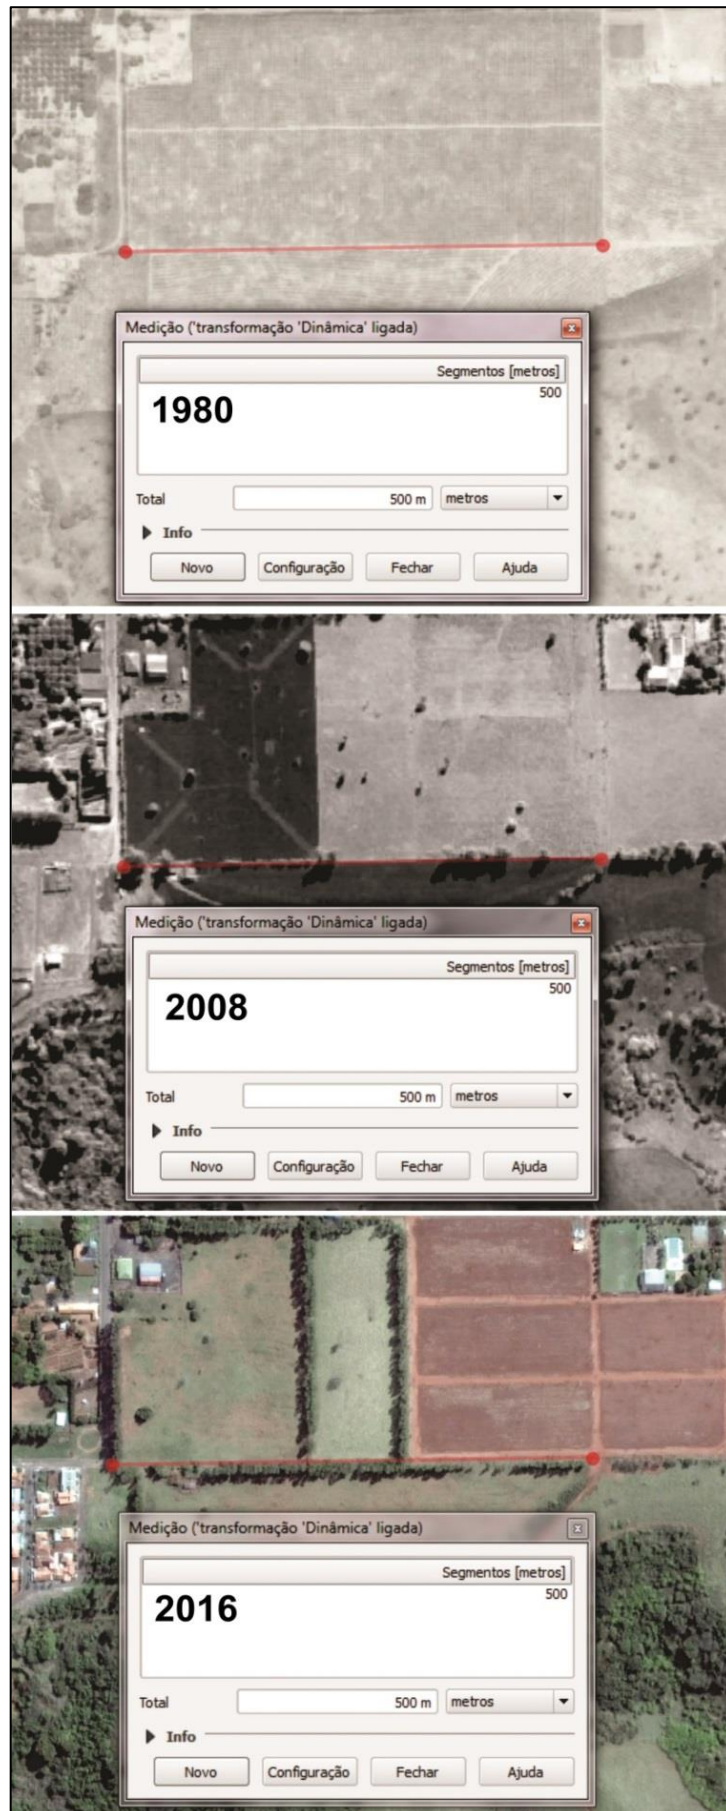 Medição ('transformação 'Dinâmica' ligada)
Segmentos [metros]
500
1980
Total 500 m metros
Info
Novo Configuração Fechar Ajuda
Medição ('transformação 'Dinâmica' ligada)
Segmentos [metros]
500
2008
Total 500 m metros
Info
Novo Configuração Fechar Ajuda
Medição ('transformação 'Dinâmica' ligada)
Segmentos [metros]
500
2016
Total 500 m metros
Info
Novo Configuração Fechar Ajuda